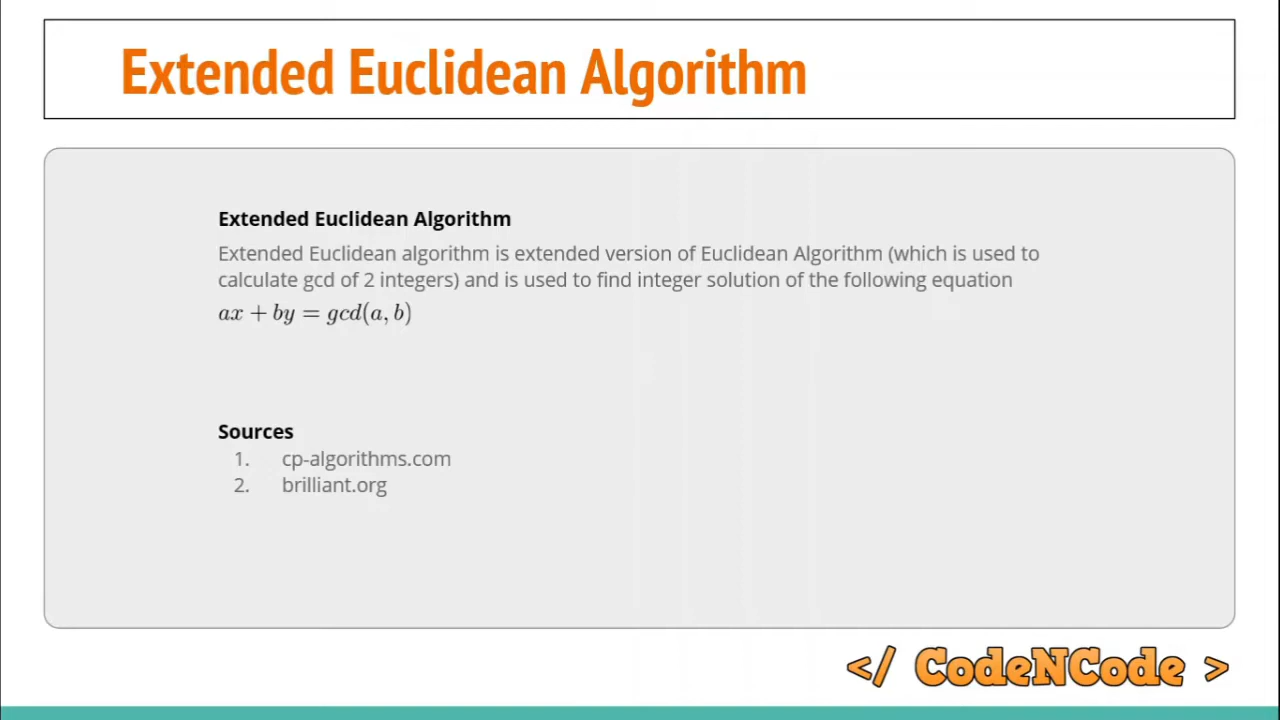 Extended Euclidean Algorithm
Extended Euclidean Algorithm
Extended Euclidean algorithm is extended version of Euclidean Algorithm (which is used to
calculate gcd of 2 integers) and is used to find integer solution of the following equation
ax + by = gcd(a, b)
Sources
1. cp-algorithms.com
2. brilliant.org
</ CodeNCode >